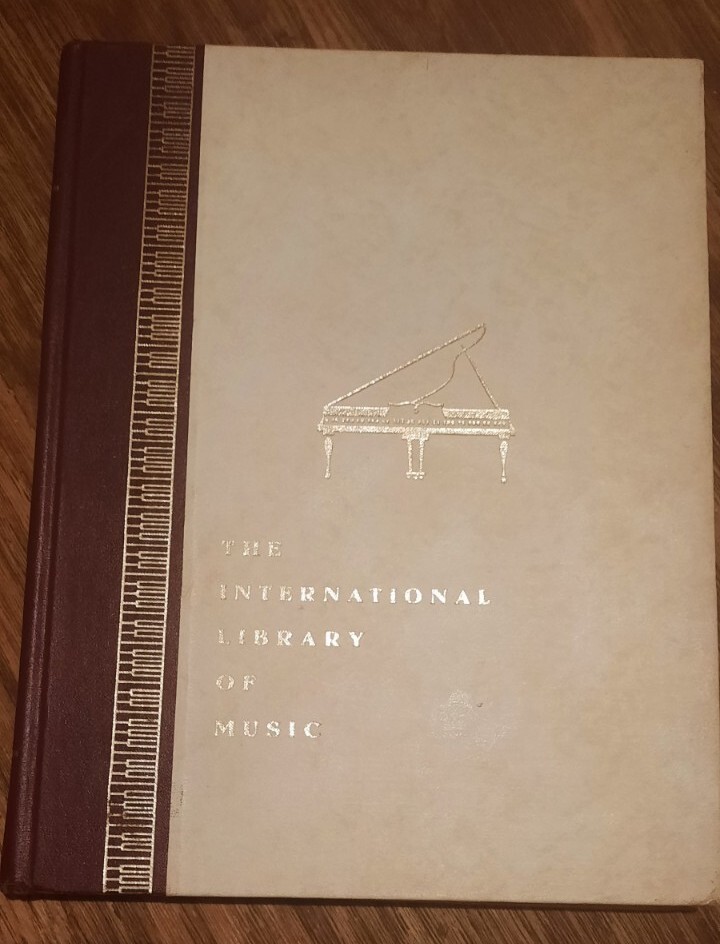 THE
INTERNATIONAL
LIBRARY
OF
MUSIC